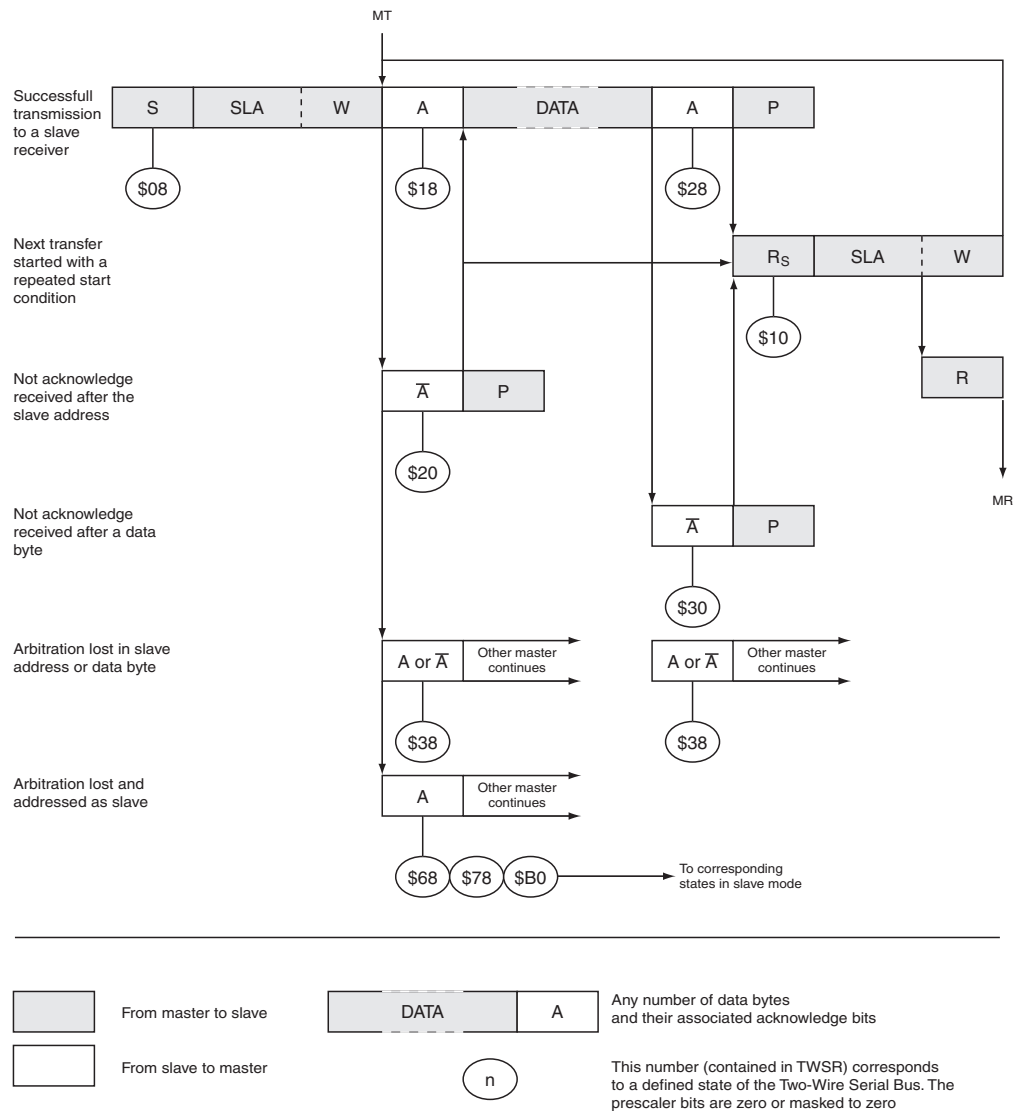 MT
Successfull
transmission
to a slave
receiver
S SLA W A DATA A P
$08 $18 $28
Next transfer
started with a
repeated start
condition
RS SLA W
$10
Not acknowledge
received after the
slave address
A̅ P
R
$20
MR
Not acknowledge
received after a data
byte
A̅ P
$30
Arbitration lost in slave
address or data byte
A or A̅ Other master
continues
A or A̅ Other master
continues
$38 $38
Arbitration lost and
addressed as slave
A Other master
continues
$68 $78 $B0 To corresponding
states in slave mode
From master to slave
DATA A Any number of data bytes
and their associated acknowledge bits
From slave to master
n This number (contained in TWSR) corresponds
to a defined state of the Two-Wire Serial Bus. The
prescaler bits are zero or masked to zero